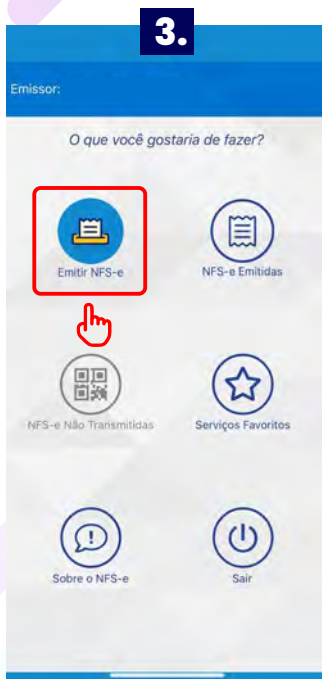 3.
Emissor:
O que você gostaria de fazer?
Emitir NFS-e
NFS-e Emitidas
NFS-e Não Transmitidas
Serviços Favoritos
Sobre o NFS-e
Sair